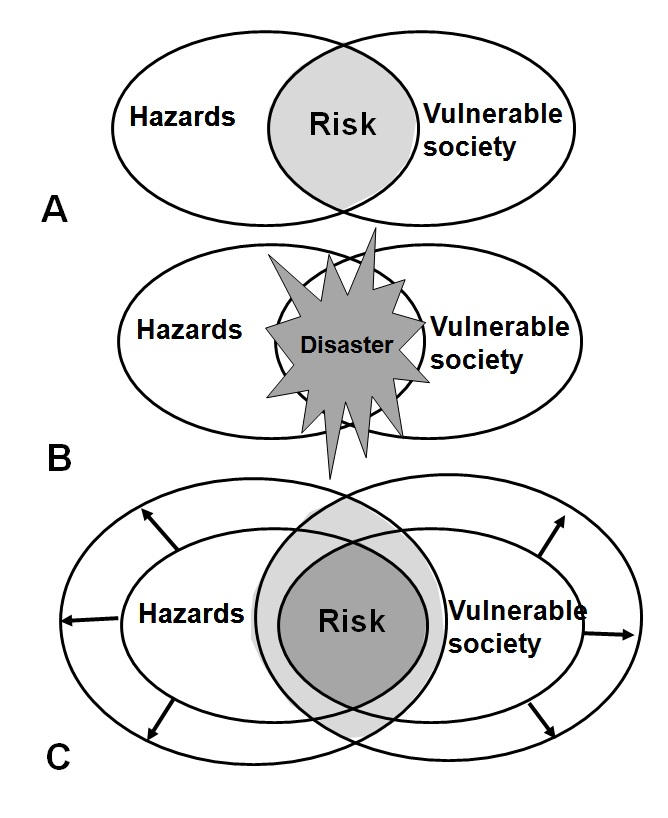 Hazards
Risk
Vulnerable
society
A
Hazards
Disaster
Vulnerable
society
B
Hazards
Risk
Vulnerable
society
C